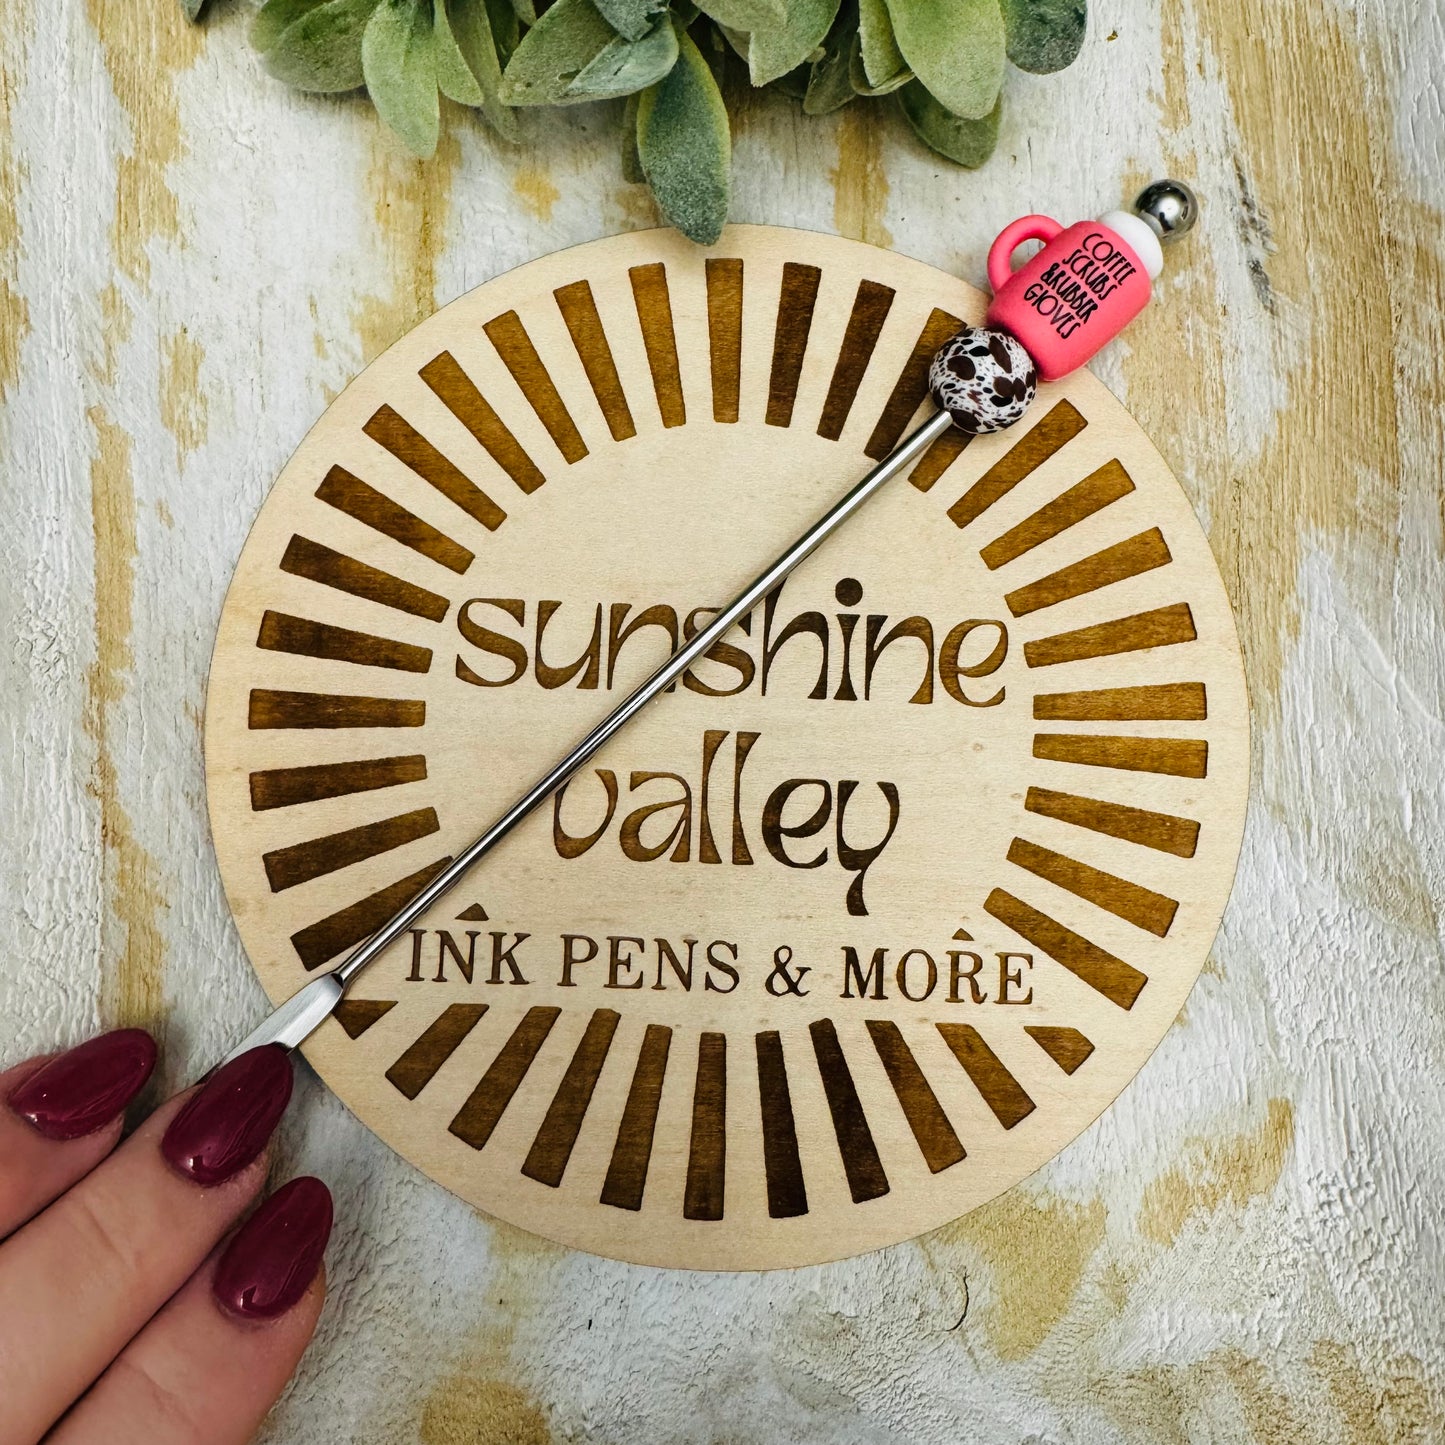 COFFEE
SCRUBS
&RUBBER
GLOVES
sunshine
valley
INK PENS & MORE